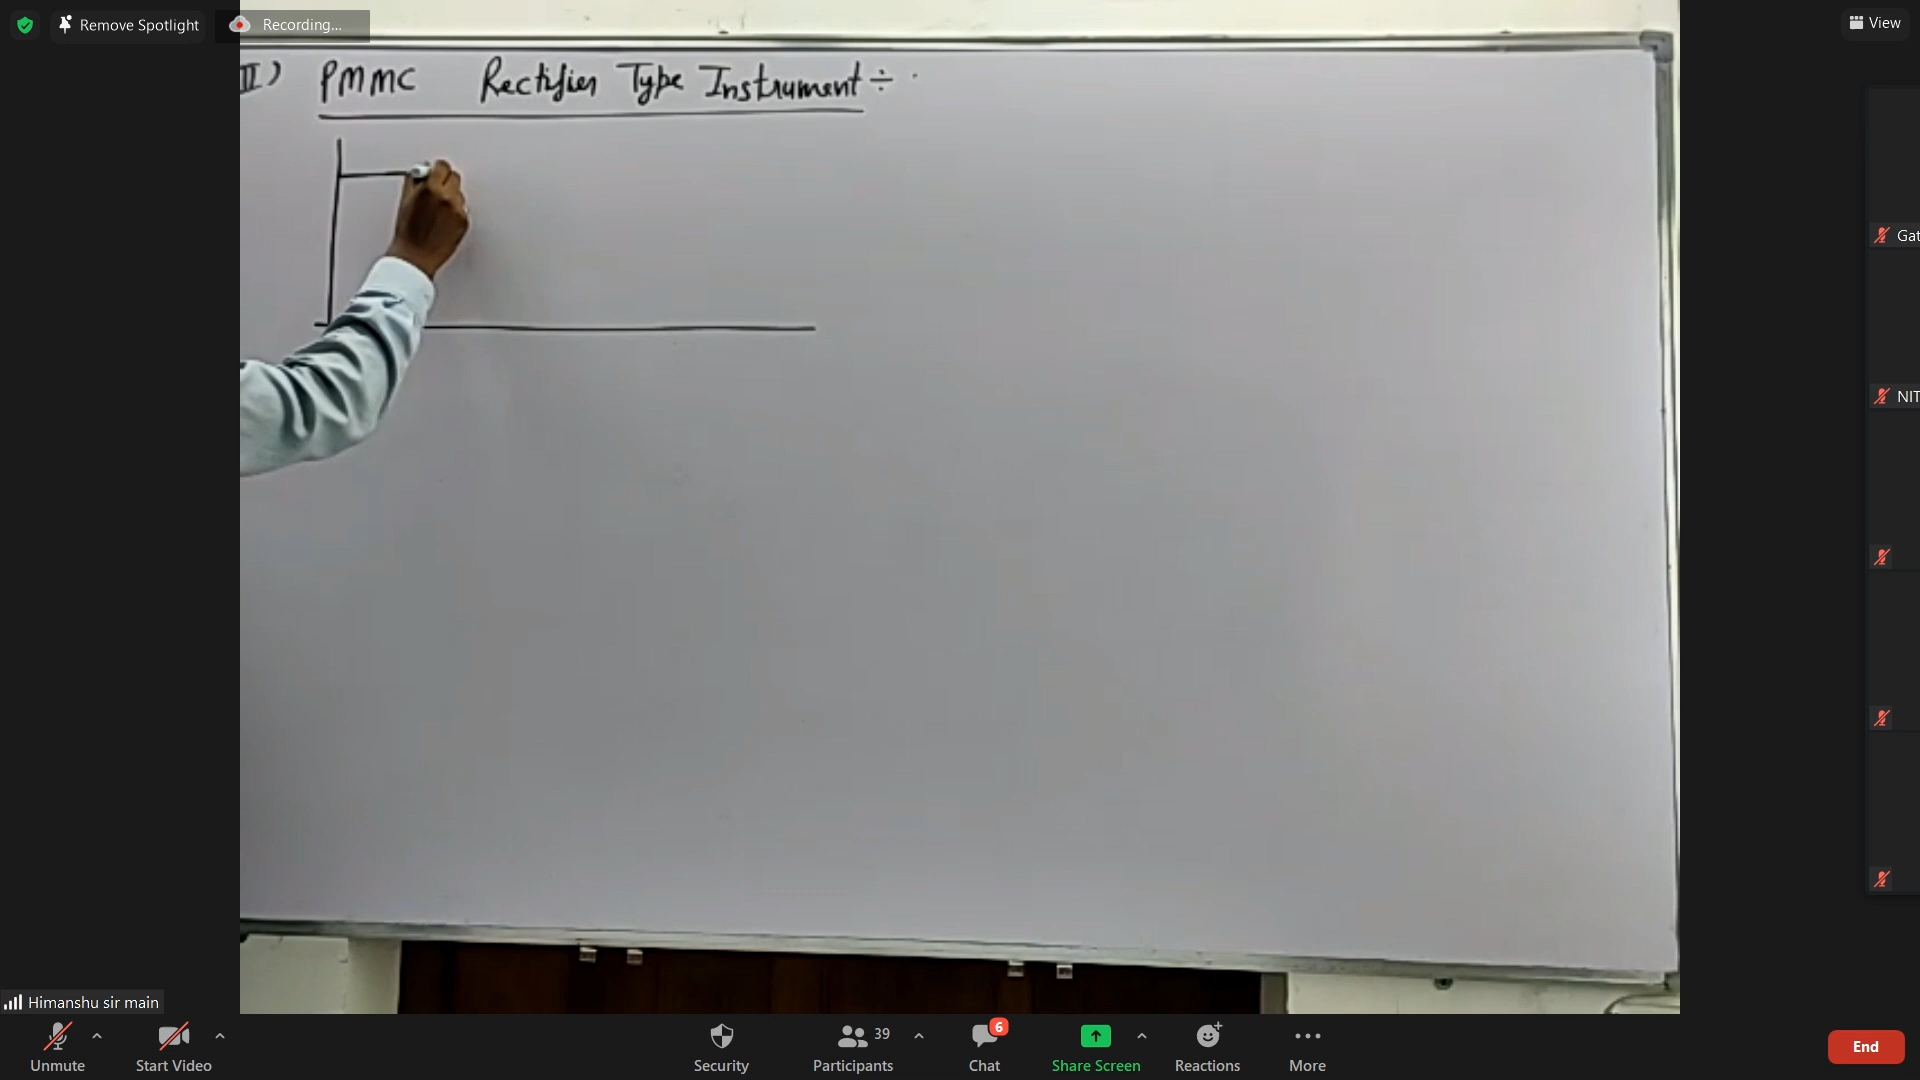 Remove Spotlight
Recording...
View
II) PMMC Rectifier Type Instrument ÷
Gat
NIT
Himanshu sir main
Unmute
Start Video
Security
Participants
39
Chat
6
Share Screen
Reactions
More
End